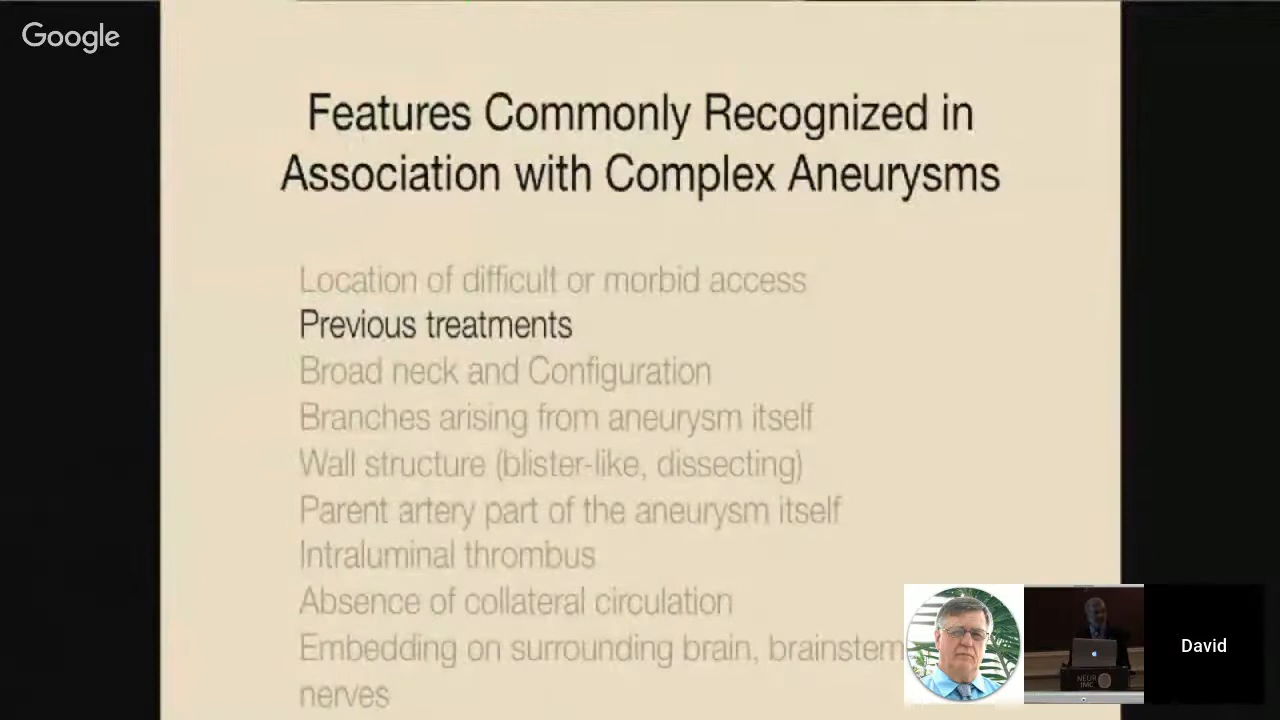 Google
Features Commonly Recognized in
Association with Complex Aneurysms
Location of difficult or morbid access
Previous treatments
Broad neck and Configuration
Branches arising from aneurysm itself
Wall structure (blister-like, dissecting)
Parent artery part of the aneurysm itself
Intraluminal thrombus
Absence of collateral circulation
Embedding on surrounding brain, brainstem
nerves
David